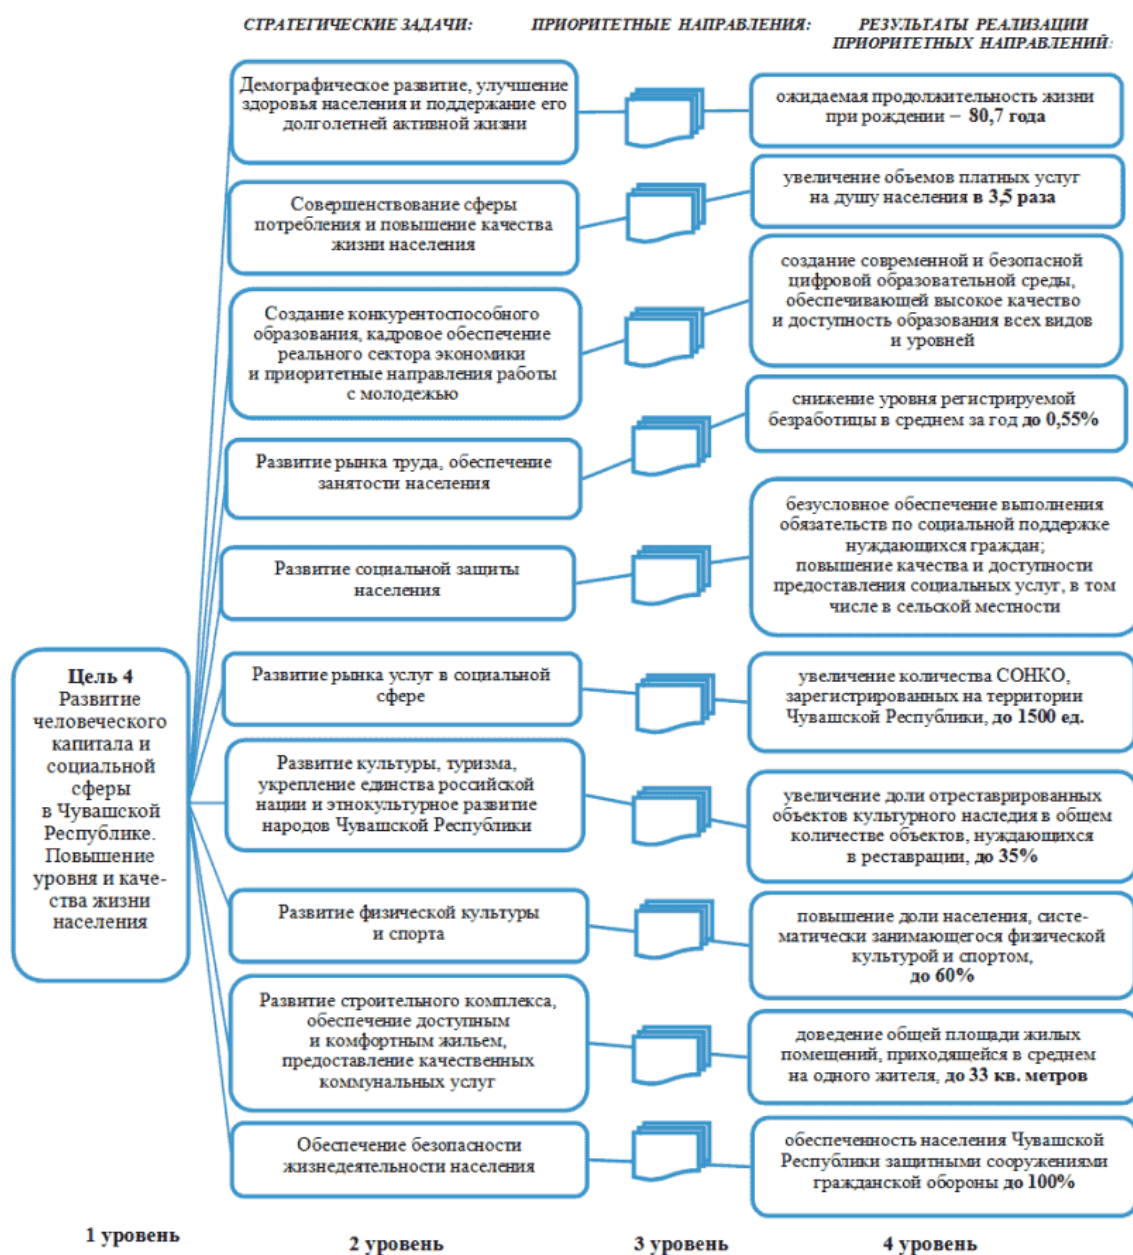 СТРАТЕГИЧЕСКИЕ ЗАДАЧИ:
ПРИОРИТЕТНЫЕ НАПРАВЛЕНИЯ:
РЕЗУЛЬТАТЫ РЕАЛИЗАЦИИ
ПРИОРИТЕТНЫХ НАПРАВЛЕНИЙ:
Цель 4
Развитие
человеческого
капитала и
социальной
сферы
в Чувашской
Республике.
Повышение
уровня и каче-
ства жизни
населения
Демографическое развитие, улучшение
здоровья населения и поддержание его
долголетней активной жизни
ожидаемая продолжительность жизни
при рождении – 80,7 года
Совершенствование сферы
потребления и повышение качества
жизни населения
увеличение объемов платных услуг
на душу населения в 3,5 раза
Создание конкурентоспособного
образования, кадровое обеспечение
реального сектора экономики
и приоритетные направления работы
с молодежью
создание современной и безопасной
цифровой образовательной среды,
обеспечивающей высокое качество
и доступность образования всех видов
и уровней
Развитие рынка труда, обеспечение
занятости населения
снижение уровня регистрируемой
безработицы в среднем за год до 0,55%
Развитие социальной защиты
населения
безусловное обеспечение выполнения
обязательств по социальной поддержке
нуждающихся граждан;
повышение качества и доступности
предоставления социальных услуг, в том
числе в сельской местности
Развитие рынка услуг в социальной
сфере
увеличение количества СОНКО,
зарегистрированных на территории
Чувашской Республики, до 1500 ед.
Развитие культуры, туризма,
укрепление единства российской
нации и этнокультурное развитие
народов Чувашской Республики
увеличение доли отреставрированных
объектов культурного наследия в общем
количестве объектов, нуждающихся
в реставрации, до 35%
Развитие физической культуры
и спорта
повышение доли населения, систе-
матически занимающегося физической
культурой и спортом,
до 60%
Развитие строительного комплекса,
обеспечение доступным
и комфортным жильем,
предоставление качественных
коммунальных услуг
доведение общей площади жилых
помещений, приходящейся в среднем
на одного жителя, до 33 кв. метров
Обеспечение безопасности
жизнедеятельности населения
обеспеченность населения Чувашской
Республики защитными сооружениями
гражданской обороны до 100%
1 уровень
2 уровень
3 уровень
4 уровень